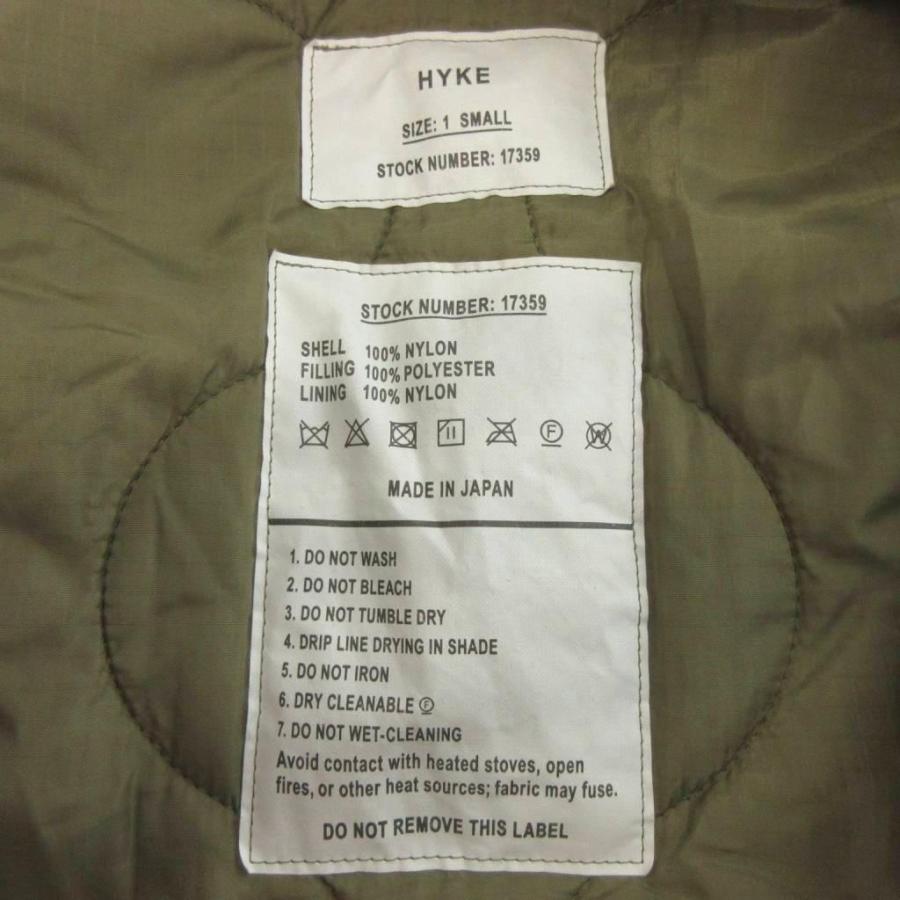 HYKE
SIZE: 1 SMALL
STOCK NUMBER: 17359
STOCK NUMBER: 17359
SHELL 100% NYLON
FILLING 100% POLYESTER
LINING 100% NYLON
F W
MADE IN JAPAN
1. DO NOT WASH
2. DO NOT BLEACH
3. DO NOT TUMBLE DRY
4. DRIP LINE DRYING IN SHADE
5. DO NOT IRON
6. DRY CLEANABLE Ⓕ
7. DO NOT WET-CLEANING
Avoid contact with heated stoves, open
fires, or other heat sources; fabric may fuse.
DO NOT REMOVE THIS LABEL